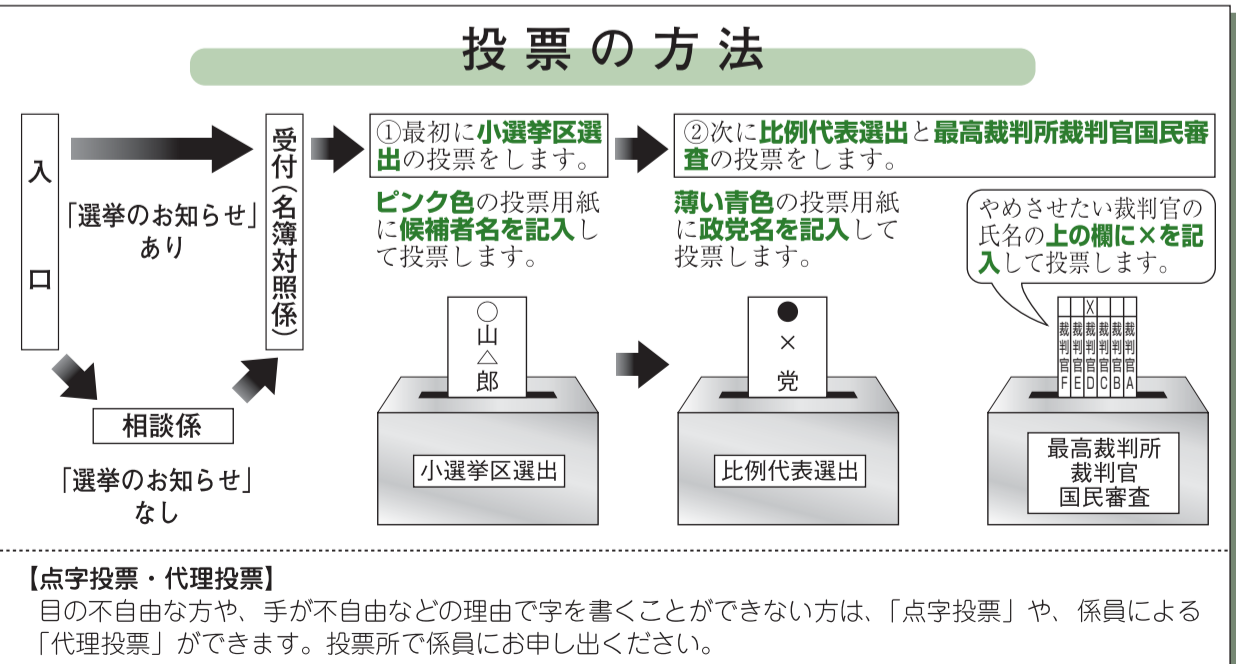 投票の方法
入口
「選挙のお知らせ」
あり
相談係
「選挙のお知らせ」
なし
受付(名簿対照係)
①最初に小選挙区選
出の投票をします。
ピンク色の投票用紙
に候補者名を記入し
て投票します。
○山△郎
小選挙区選出
②次に比例代表選出と最高裁判所裁判官国民審
査の投票をします。
薄い青色の投票用紙
に政党名を記入して
投票します。
●×党
比例代表選出
やめさせたい裁判官の
氏名の上の欄に×を記
入して投票します。
X
裁判官A
裁判官B
裁判官C
裁判官D
裁判官E
裁判官F
最高裁判所
裁判官
国民審査
【点字投票・代理投票】
目の不自由な方や、手が不自由などの理由で字を書くことができない方は、「点字投票」や、係員による
「代理投票」ができます。投票所で係員にお申し出ください。